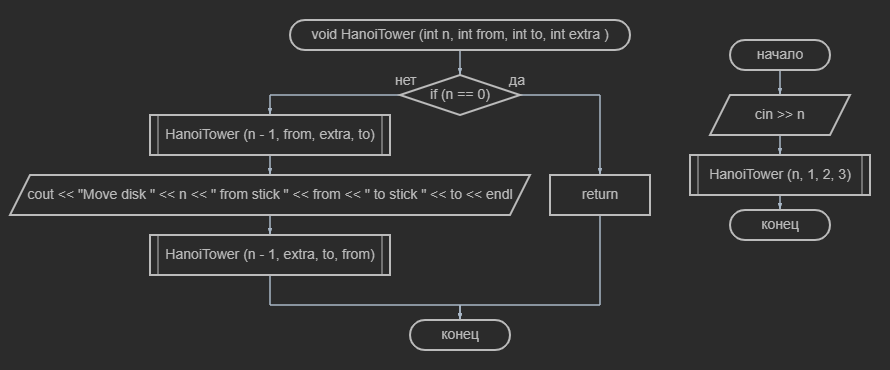 void HanoiTower (int n, int from, int to, int extra )
нет
да
if (n == 0)
HanoiTower (n - 1, from, extra, to)
cout << "Move disk " << n << " from stick " << from << " to stick " << to << endl
return
HanoiTower (n - 1, extra, to, from)
конец
начало
cin >> n
HanoiTower (n, 1, 2, 3)
конец